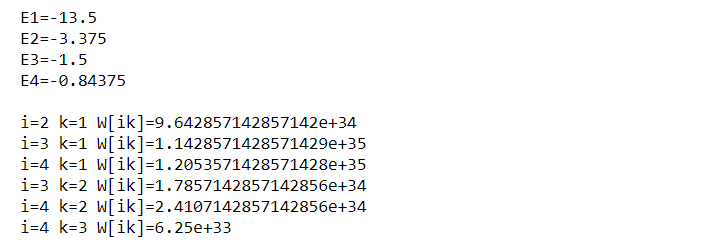 E1=-13.5
E2=-3.375
E3=-1.5
E4=-0.84375
i=2 k=1 W[ik]=9.642857142857142e+34
i=3 k=1 W[ik]=1.1428571428571429e+35
i=4 k=1 W[ik]=1.2053571428571428e+35
i=3 k=2 W[ik]=1.7857142857142856e+34
i=4 k=2 W[ik]=2.4107142857142856e+34
i=4 k=3 W[ik]=6.25e+33